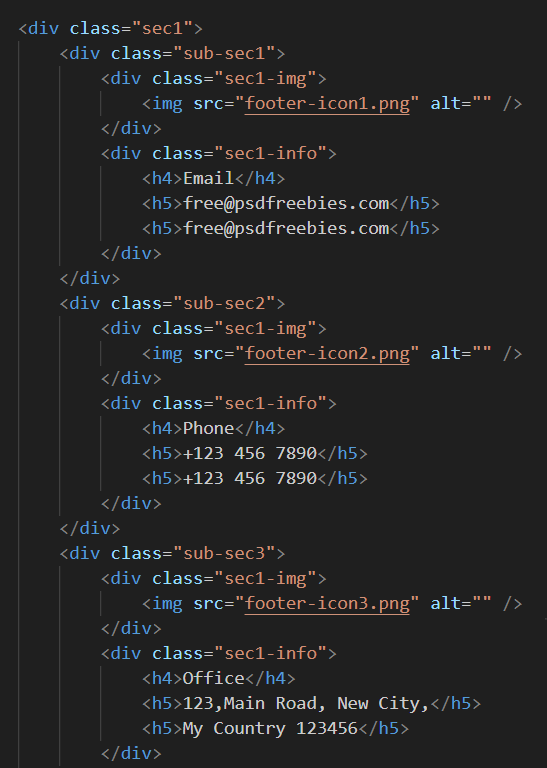 <div class="sec1">
<div class="sub-sec1">
<div class="sec1-img">
<img src="footer-icon1.png" alt="" />
</div>
<div class="sec1-info">
<h4>Email</h4>
<h5>free@psdfreebies.com</h5>
<h5>free@psdfreebies.com</h5>
</div>
</div>
<div class="sub-sec2">
<div class="sec1-img">
<img src="footer-icon2.png" alt="" />
</div>
<div class="sec1-info">
<h4>Phone</h4>
<h5>+123 456 7890</h5>
<h5>+123 456 7890</h5>
</div>
</div>
<div class="sub-sec3">
<div class="sec1-img">
<img src="footer-icon3.png" alt="" />
</div>
<div class="sec1-info">
<h4>Office</h4>
<h5>123,Main Road, New City,</h5>
<h5>My Country 123456</h5>
</div>